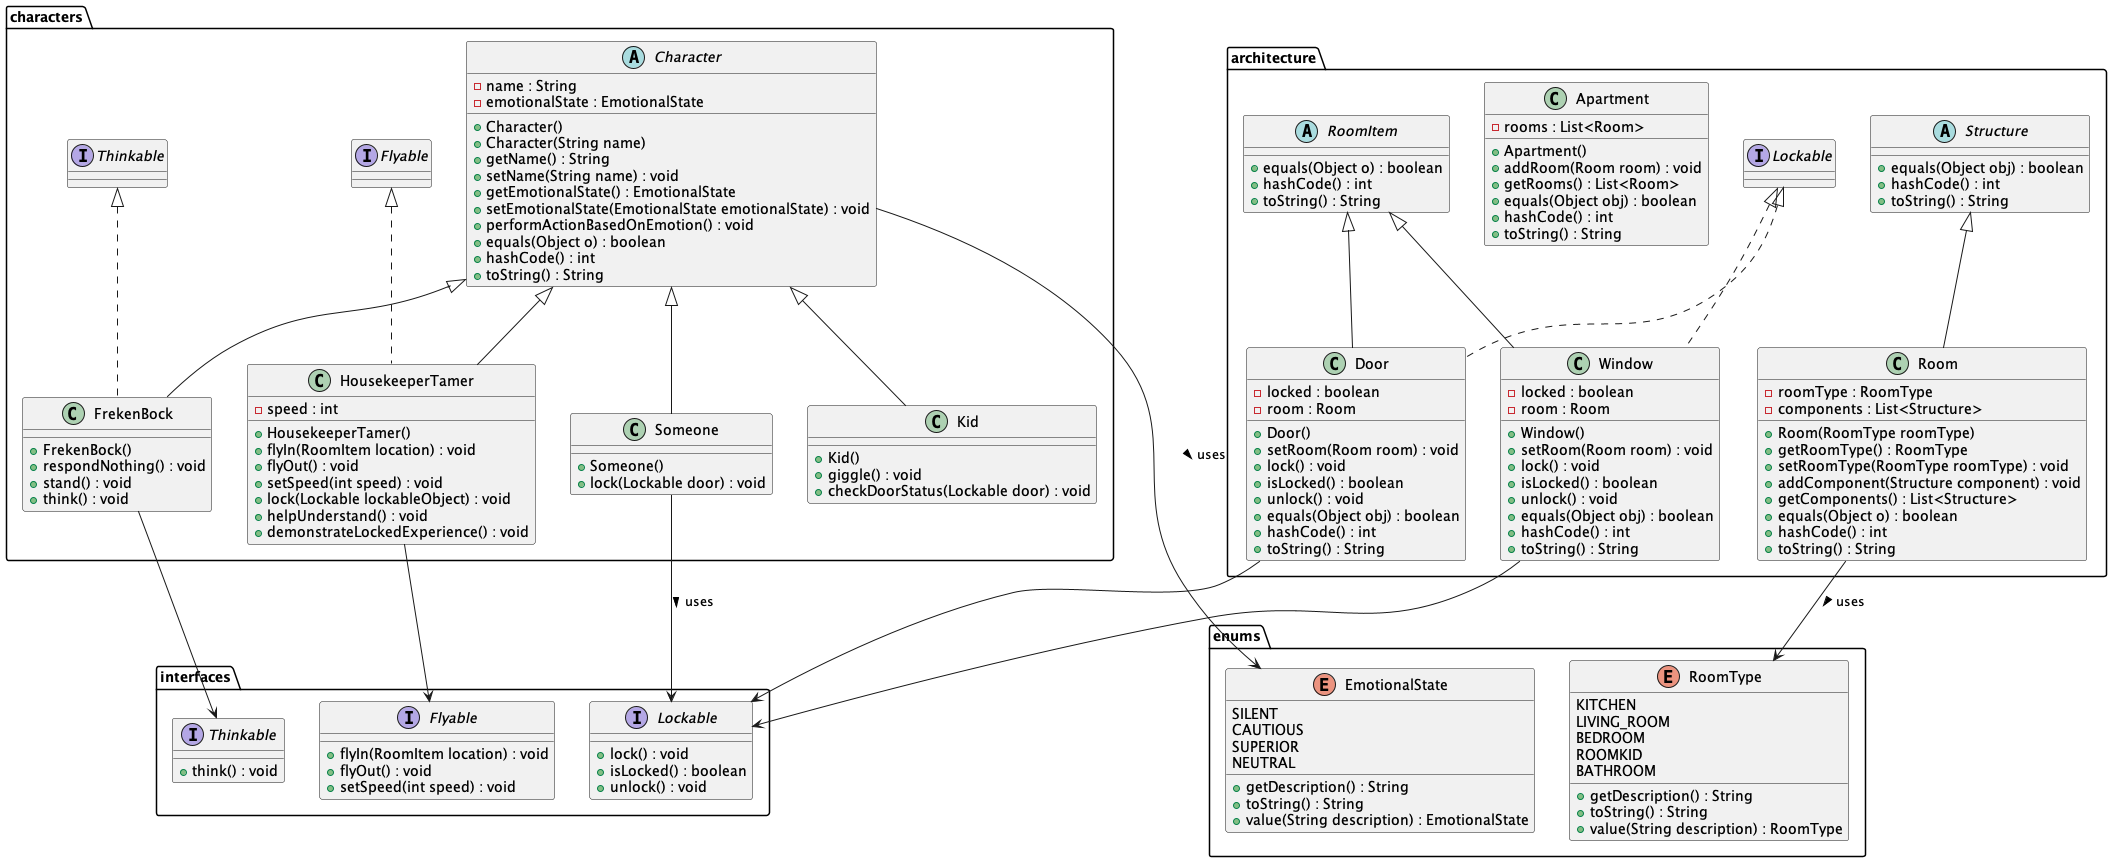 characters
I Thinkable
I Flyable
A Character
name : String
emotionalState : EmotionalState
Character()
Character(String name)
getName() : String
setName(String name) : void
getEmotionalState() : EmotionalState
setEmotionalState(EmotionalState emotionalState) : void
performActionBasedOnEmotion() : void
equals(Object o) : boolean
hashCode() : int
toString() : String
C FrekenBock
FrekenBock()
respondNothing() : void
stand() : void
think() : void
C HousekeeperTamer
speed : int
HousekeeperTamer()
flyIn(RoomItem location) : void
flyOut() : void
setSpeed(int speed) : void
lock(Lockable lockableObject) : void
helpUnderstand() : void
demonstrateLockedExperience() : void
C Someone
Someone()
lock(Lockable door) : void
C Kid
Kid()
giggle() : void
checkDoorStatus(Lockable door) : void
architecture
A RoomItem
equals(Object o) : boolean
hashCode() : int
toString() : String
C Apartment
rooms : List<Room>
Apartment()
addRoom(Room room) : void
getRooms() : List<Room>
equals(Object obj) : boolean
hashCode() : int
toString() : String
I Lockable
A Structure
equals(Object obj) : boolean
hashCode() : int
toString() : String
C Door
locked : boolean
room : Room
Door()
setRoom(Room room) : void
lock() : void
isLocked() : boolean
unlock() : void
equals(Object obj) : boolean
hashCode() : int
toString() : String
C Window
locked : boolean
room : Room
Window()
setRoom(Room room) : void
lock() : void
isLocked() : boolean
unlock() : void
equals(Object obj) : boolean
hashCode() : int
toString() : String
C Room
roomType : RoomType
components : List<Structure>
Room(RoomType roomType)
getRoomType() : RoomType
setRoomType(RoomType roomType) : void
addComponent(Structure component) : void
getComponents() : List<Structure>
equals(Object o) : boolean
hashCode() : int
toString() : String
uses
uses
uses
interfaces
I Thinkable
think() : void
I Flyable
flyIn(RoomItem location) : void
flyOut() : void
setSpeed(int speed) : void
I Lockable
lock() : void
isLocked() : boolean
unlock() : void
enums
E EmotionalState
SILENT
CAUTIOUS
SUPERIOR
NEUTRAL
getDescription() : String
toString() : String
value(String description) : EmotionalState
E RoomType
KITCHEN
LIVING_ROOM
BEDROOM
ROOMKID
BATHROOM
getDescription() : String
toString() : String
value(String description) : RoomType